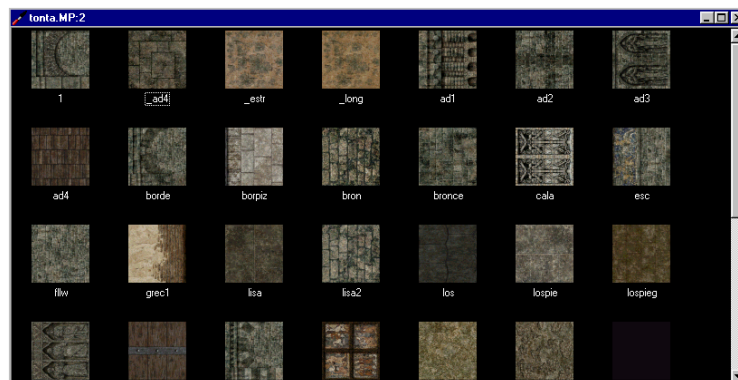 tonta.MP:2
1 _ad4 _estr _long ad1 ad2 ad3
ad4 borde borpiz bron bronce cala esc
fllw grec1 lisa lisa2 los lospie lospieg